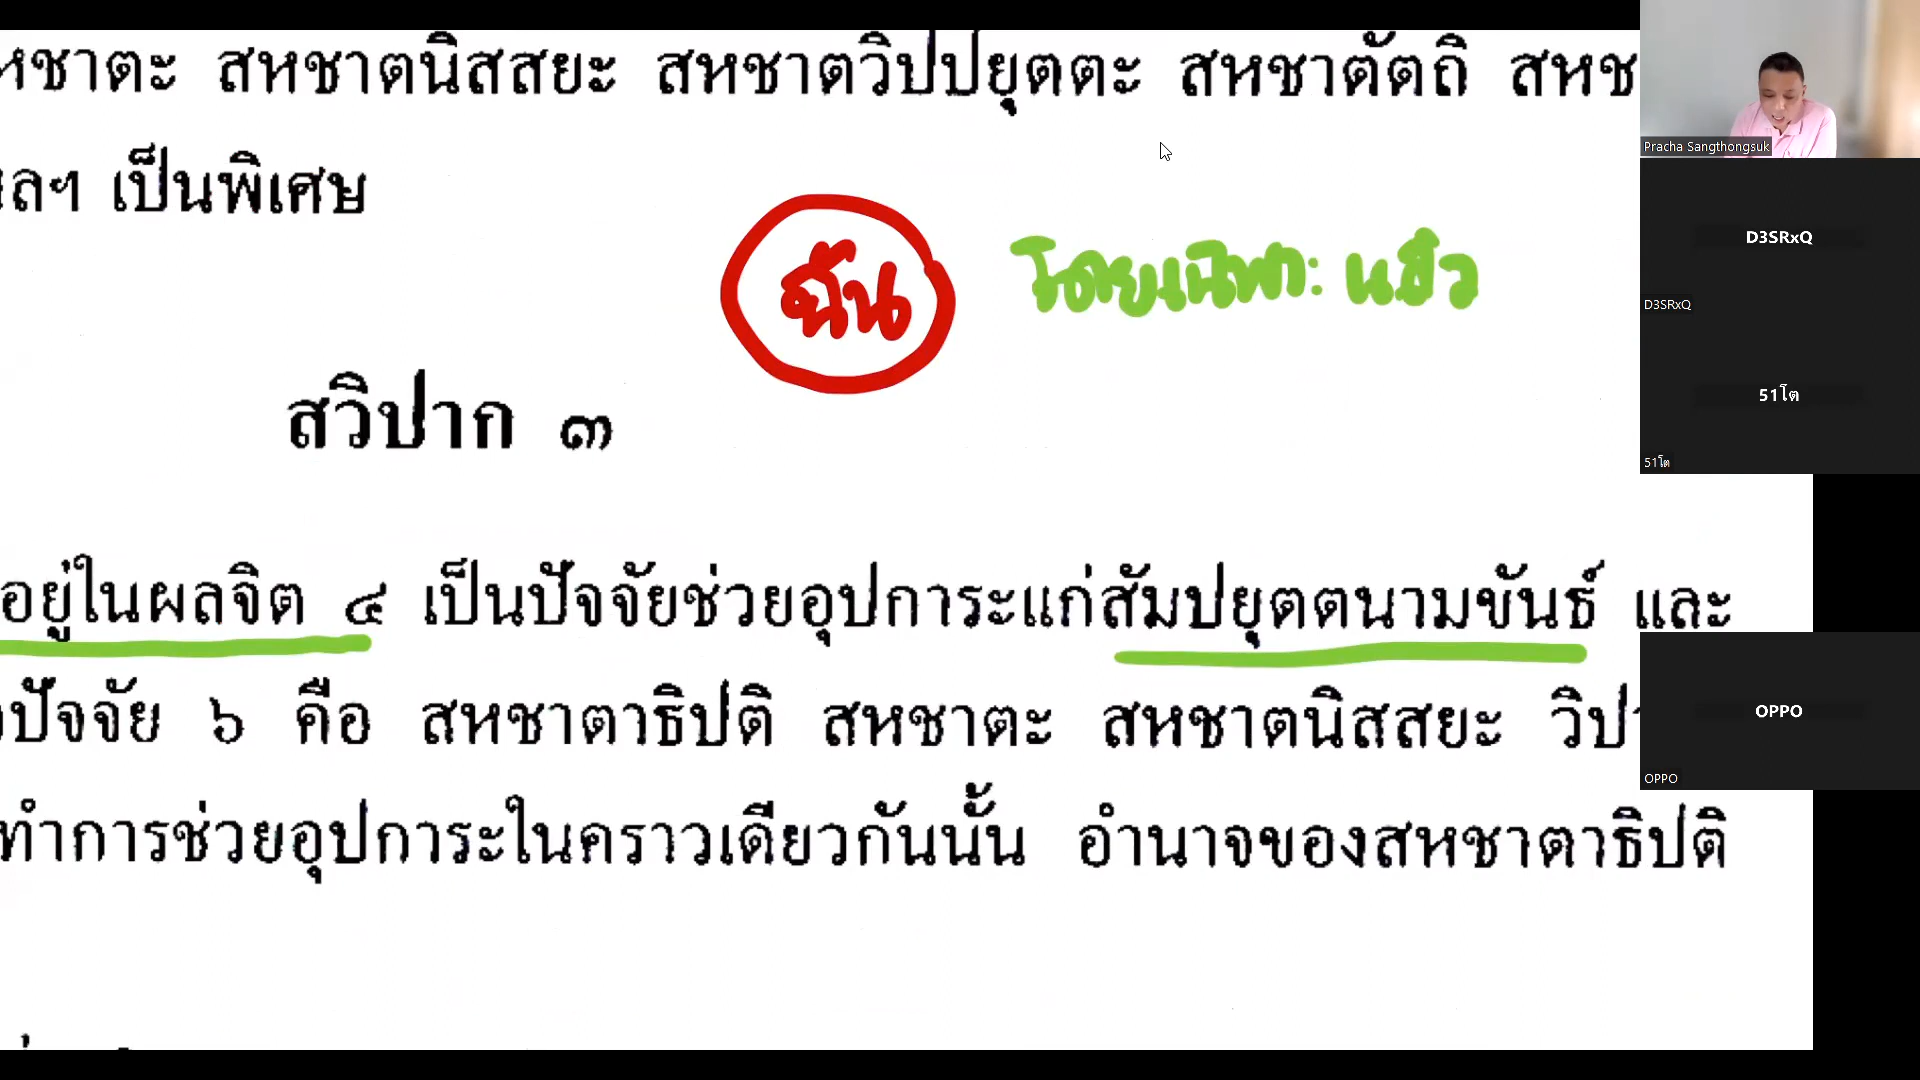 หชาตะ สหชาตนิสสยะ สหชาตวิปปยุตตะ สหชาตัตถิ สหช
ลฯ เป็นพิเศษ
สวิปาก ๓
อยู่ในผลจิต ๔ เป็นปัจจัยช่วยอุปการะแก่สัมปยุตตนามขันธ์ และ
ปัจจัย ๖ คือ สหชาตาธิปติ สหชาตะ สหชาตนิสสยะ วิปา
ทำการช่วยอุปการะในคราวเดียวกันนั้น อำนาจของสหชาตาธิปติ
Pracha Sangthongsuk
D3SRxQ
D3SRxQ
51โต
51โต
OPPO
OPPO